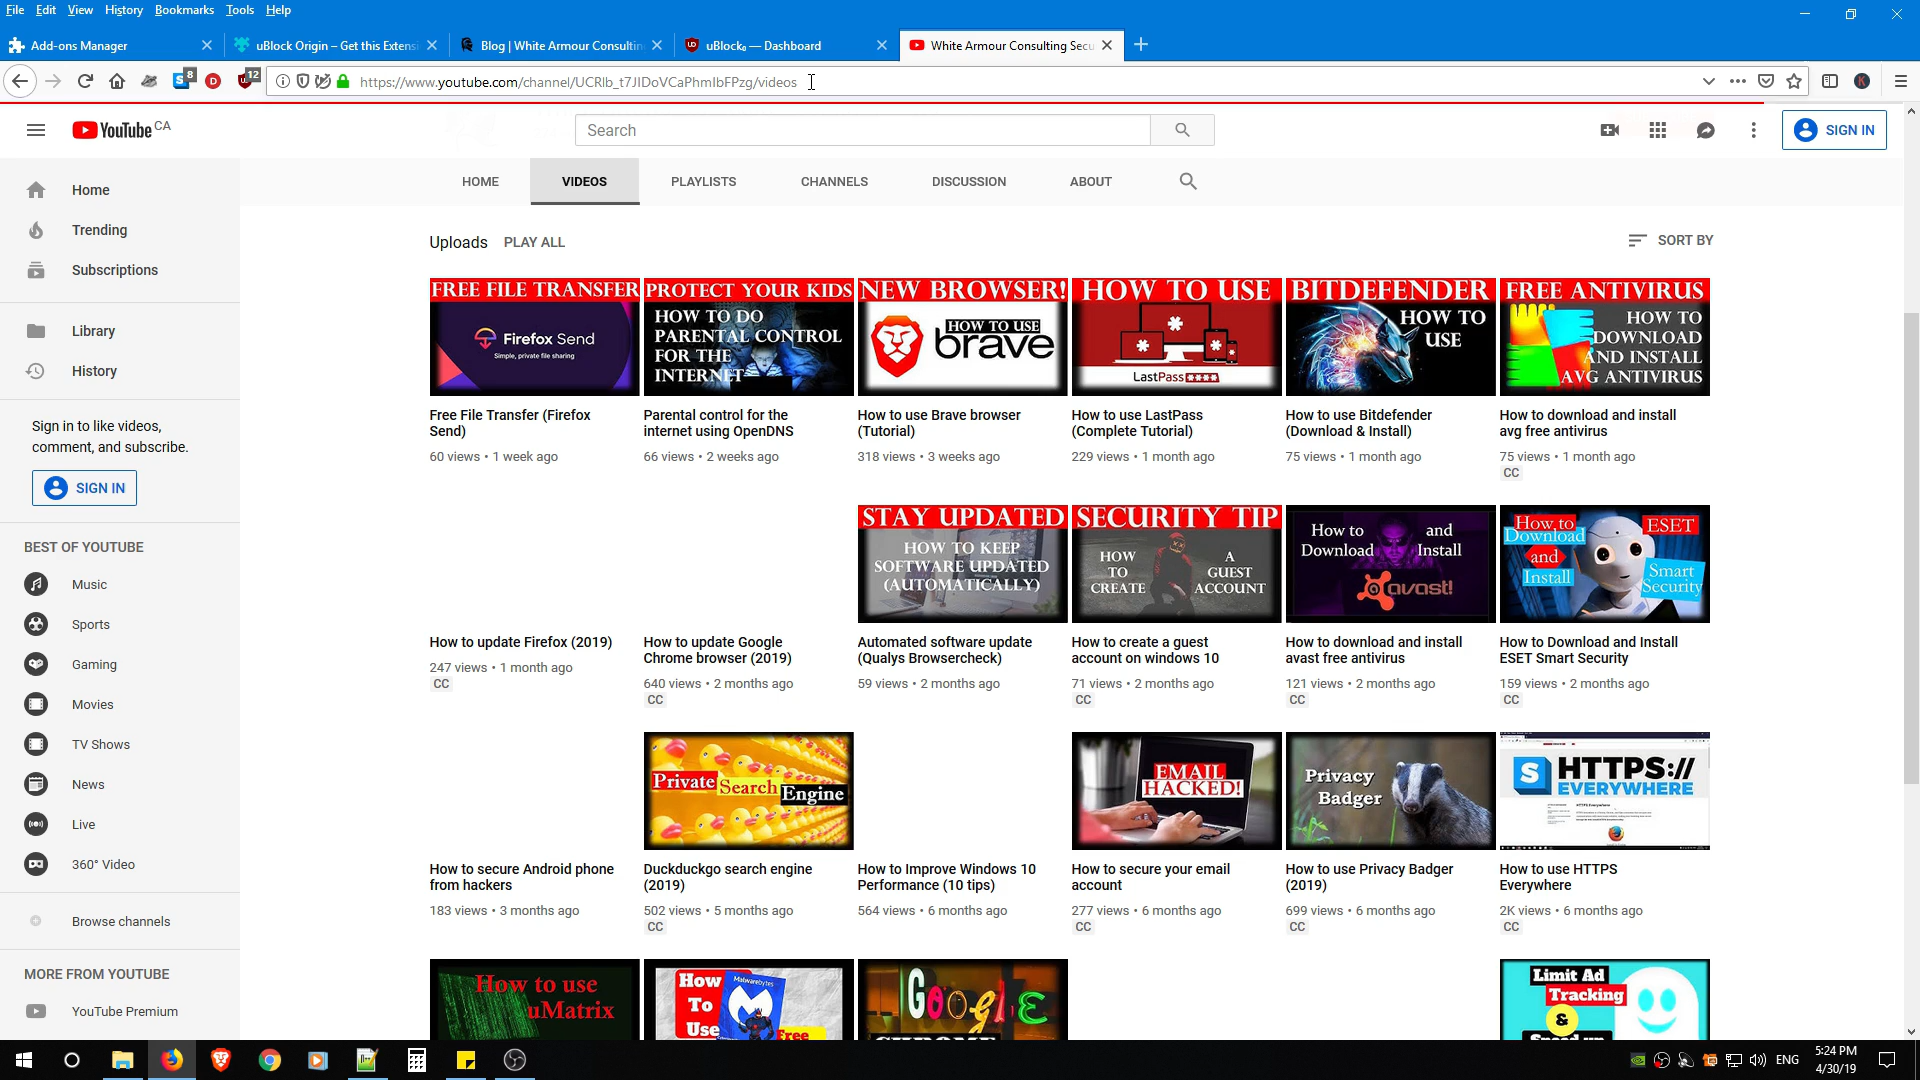 File Edit View History Bookmarks Tools Help
Add-ons Manager
uBlock Origin – Get this Extensi
Blog | White Armour Consultin
uBlock₀ — Dashboard
White Armour Consulting Secu
8
12
https://www.youtube.com/channel/UCRlb_t7JIDoVCaPhmIbFPzg/videos
YouTube CA
Search
SIGN IN
HOME
VIDEOS
PLAYLISTS
CHANNELS
DISCUSSION
ABOUT
Home
Trending
Subscriptions
Library
History
Sign in to like videos,
comment, and subscribe.
SIGN IN
BEST OF YOUTUBE
Music
Sports
Gaming
Movies
TV Shows
News
Live
360° Video
Browse channels
MORE FROM YOUTUBE
YouTube Premium
Uploads PLAY ALL
SORT BY
FREE FILE TRANSFER
Firefox Send
Simple, private file sharing
Free File Transfer (Firefox
Send)
60 views • 1 week ago
PROTECT YOUR KIDS
HOW TO DO
PARENTAL CONTROL
FOR THE
INTERNET
Parental control for the
internet using OpenDNS
66 views • 2 weeks ago
NEW BROWSER!
HOW TO USE
brave
How to use Brave browser
(Tutorial)
318 views • 3 weeks ago
HOW TO USE
LastPass
How to use LastPass
(Complete Tutorial)
229 views • 1 month ago
BITDEFENDER
HOW TO
USE
How to use Bitdefender
(Download & Install)
75 views • 1 month ago
FREE ANTIVIRUS
HOW TO
DOWNLOAD
AND INSTALL
AVG ANTIVIRUS
How to download and install
avg free antivirus
75 views • 1 month ago
CC
How to update Firefox (2019)
247 views • 1 month ago
CC
How to update Google
Chrome browser (2019)
640 views • 2 months ago
CC
STAY UPDATED
HOW TO KEEP
SOFTWARE UPDATED
(AUTOMATICALLY)
Automated software update
(Qualys Browsercheck)
59 views • 2 months ago
SECURITY TIP
HOW TO CREATE
A GUEST ACCOUNT
How to create a guest
account on windows 10
71 views • 2 months ago
CC
How to and
Download Install
avast!
How to download and install
avast free antivirus
121 views • 2 months ago
CC
How to
Download
and
Install
ESET
Smart
Security
How to Download and Install
ESET Smart Security
159 views • 2 months ago
CC
How to secure Android phone
from hackers
183 views • 3 months ago
Private Search Engine
Duckduckgo search engine
(2019)
502 views • 5 months ago
CC
How to Improve Windows 10
Performance (10 tips)
564 views • 6 months ago
EMAIL
HACKED!
How to secure your email
account
277 views • 6 months ago
CC
Privacy
Badger
How to use Privacy Badger
(2019)
699 views • 6 months ago
CC
HTTPS://
EVERYWHERE
How to use HTTPS
Everywhere
2K views • 6 months ago
CC
How to use
uMatrix
How
To
Use
Malwarebytes
Free
GOOGLE
CHROME
Limit Ad
Tracking
&
Speed up
ENG
5:24 PM
4/30/19